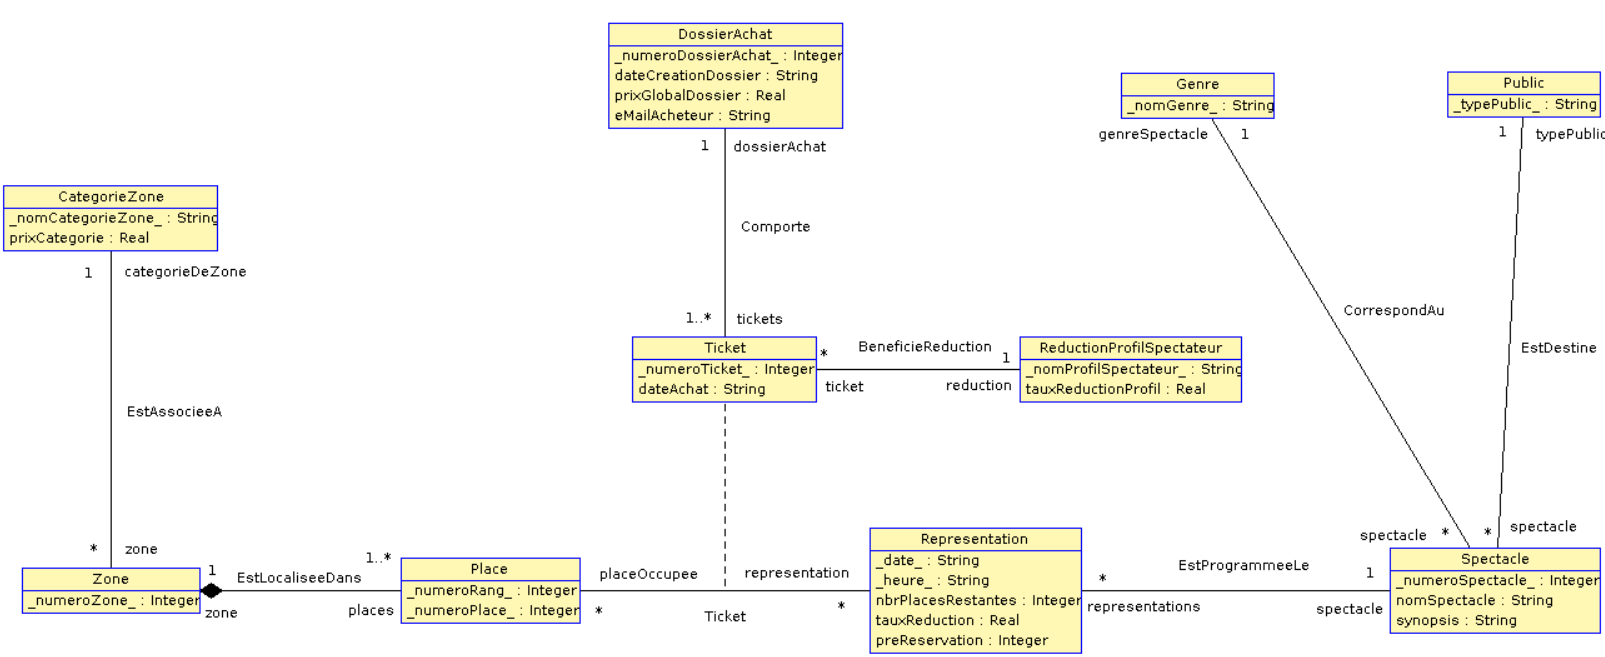 DossierAchat
_numeroDossierAchat_ : Integer
dateCreationDossier : String
prixGlobalDossier : Real
eMailAcheteur : String
1 dossierAchat
Comporte
1..* tickets
Genre
_nomGenre_ : String
genreSpectacle 1
Public
_typePublic_ : String
1 typePublic
CategorieZone
_nomCategorieZone_ : String
prixCategorie : Real
1 categorieDeZone
EstAssocieeA
* zone
CorrespondAu
EstDestine
Ticket
_numeroTicket_ : Integer
dateAchat : String
* BeneficieReduction 1
ticket reduction
ReductionProfilSpectateur
_nomProfilSpectateur_ : String
tauxReductionProfil : Real
spectacle * * spectacle
Zone
_numeroZone_ : Integer
1 EstLocaliseeDans 1..*
zone places
Place
_numeroRang_ : Integer
_numeroPlace_ : Integer
placeOccupee representation
* Ticket *
Representation
_date_ : String
_heure_ : String
nbrPlacesRestantes : Integer
tauxReduction : Real
preReservation : Integer
* EstProgrammeeLe 1
representations spectacle
Spectacle
_numeroSpectacle_ : Integer
nomSpectacle : String
synopsis : String